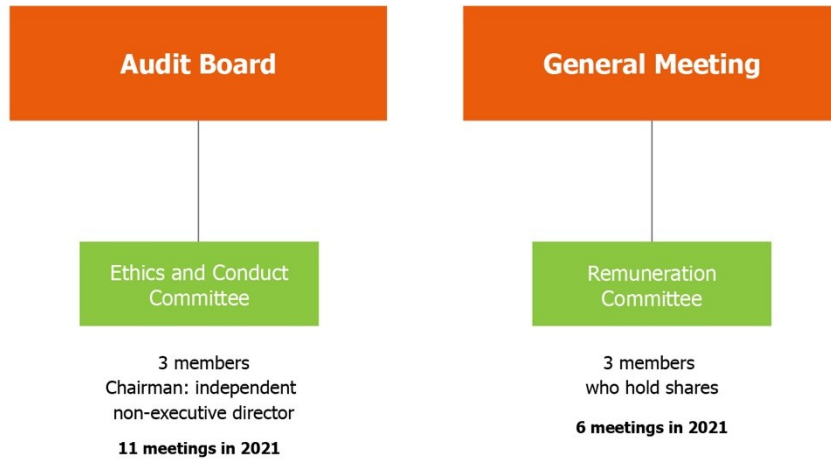 Audit Board
General Meeting
Ethics and Conduct
Committee
Remuneration
Committee
3 members
Chairman: independent
non-executive director
11 meetings in 2021
3 members
who hold shares
6 meetings in 2021